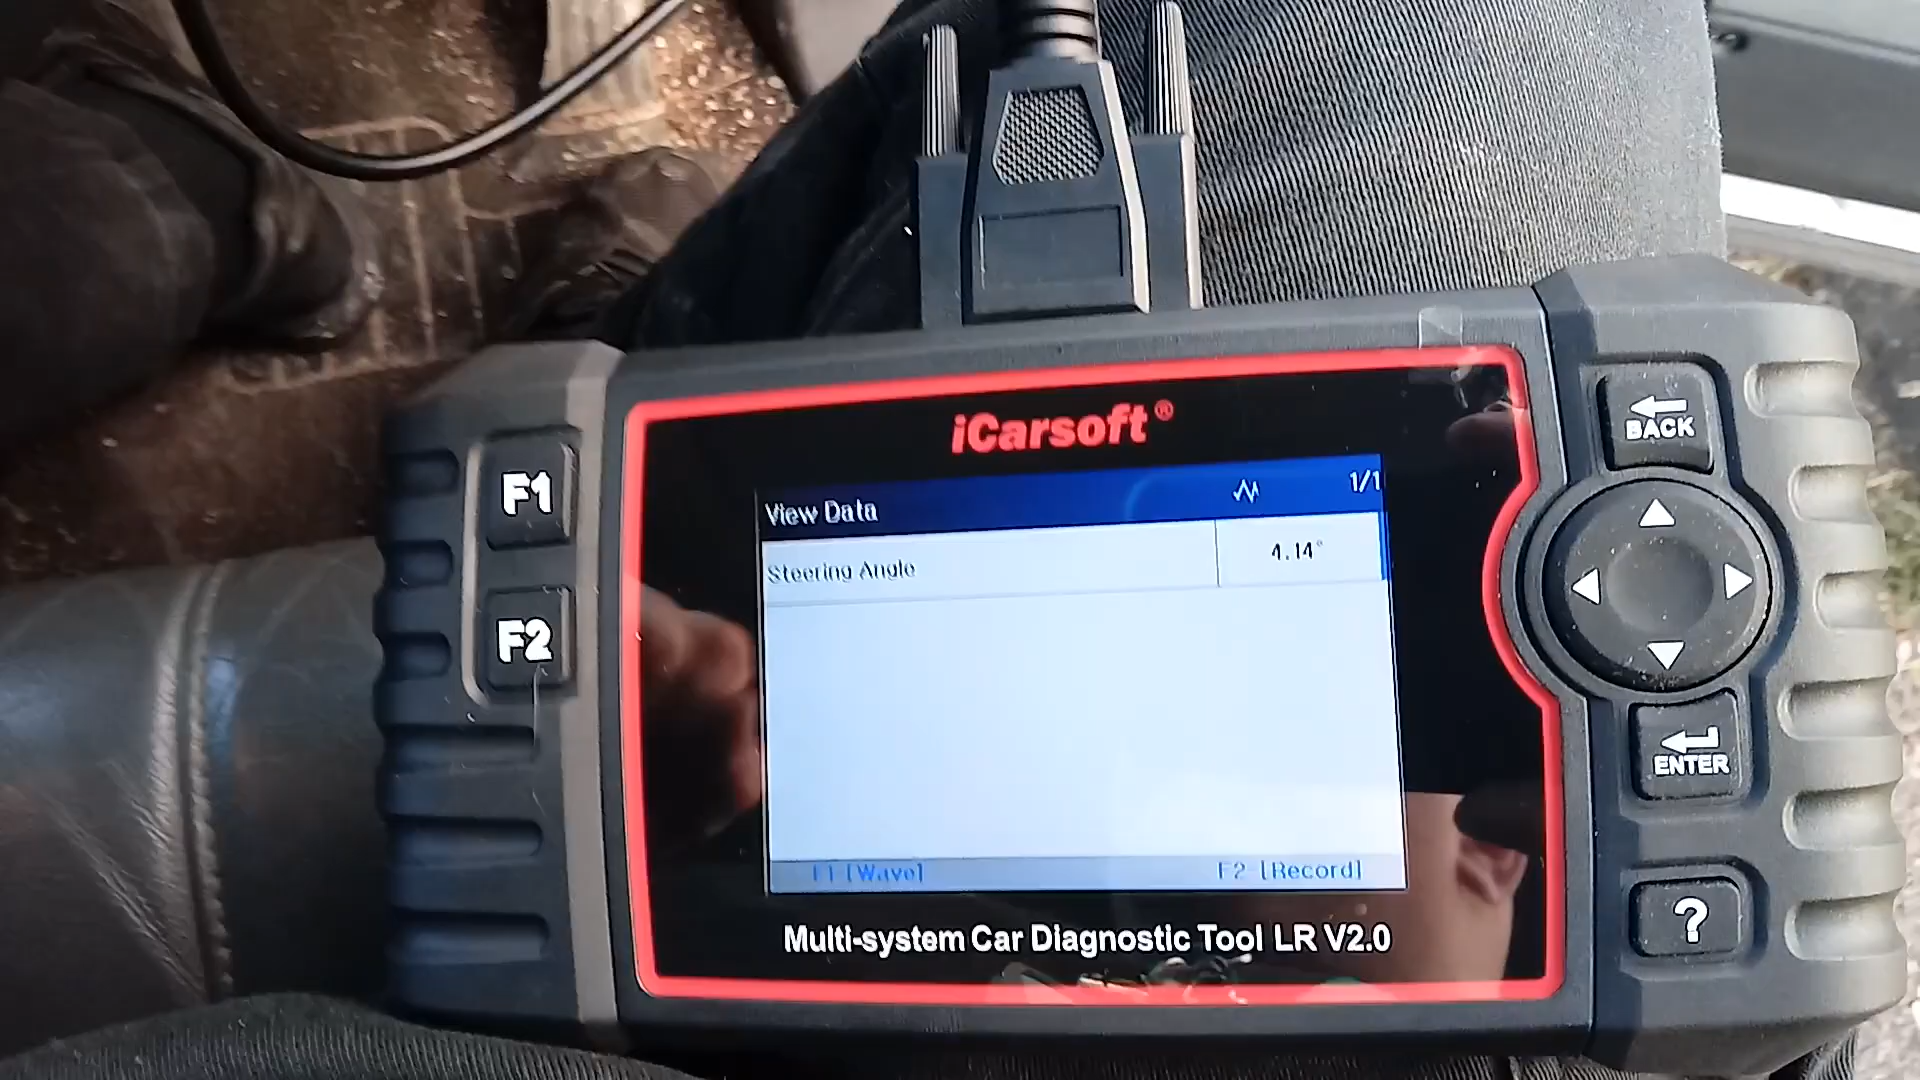 iCarsoft®
View Data 1/1
Steering Angle 4.14°
F1 [Wave] F2 [Record]
Multi-system Car Diagnostic Tool LR V2.0
F1
F2
BACK
ENTER
?